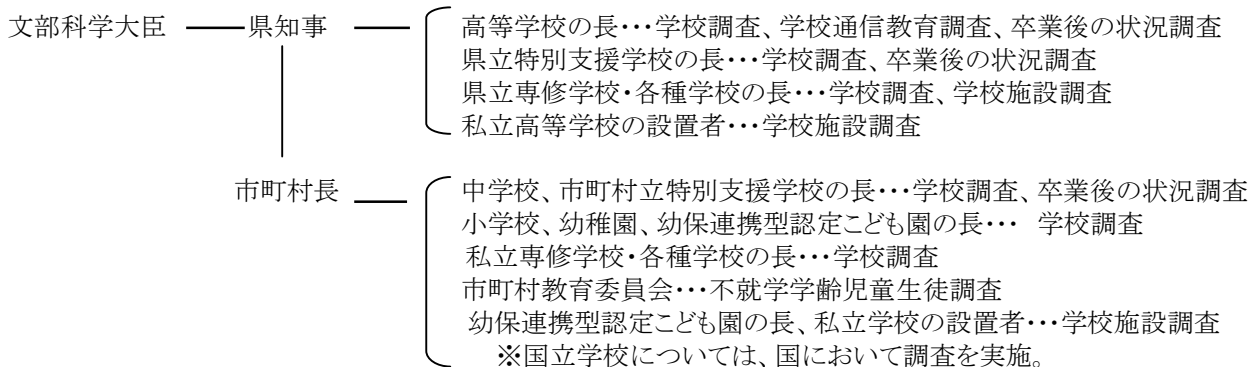 文部科学大臣 県知事 高等学校の長・・・学校調査、学校通信教育調査、卒業後の状況調査
県立特別支援学校の長・・・学校調査、卒業後の状況調査
県立専修学校・各種学校の長・・・学校調査、学校施設調査
私立高等学校の設置者・・・学校施設調査
市町村長 中学校、市町村立特別支援学校の長・・・学校調査、卒業後の状況調査
小学校、幼稚園、幼保連携型認定こども園の長・・・ 学校調査
私立専修学校・各種学校の長・・・学校調査
市町村教育委員会・・・不就学学齢児童生徒調査
幼保連携型認定こども園の長、私立学校の設置者・・・学校施設調査
※国立学校については、国において調査を実施。